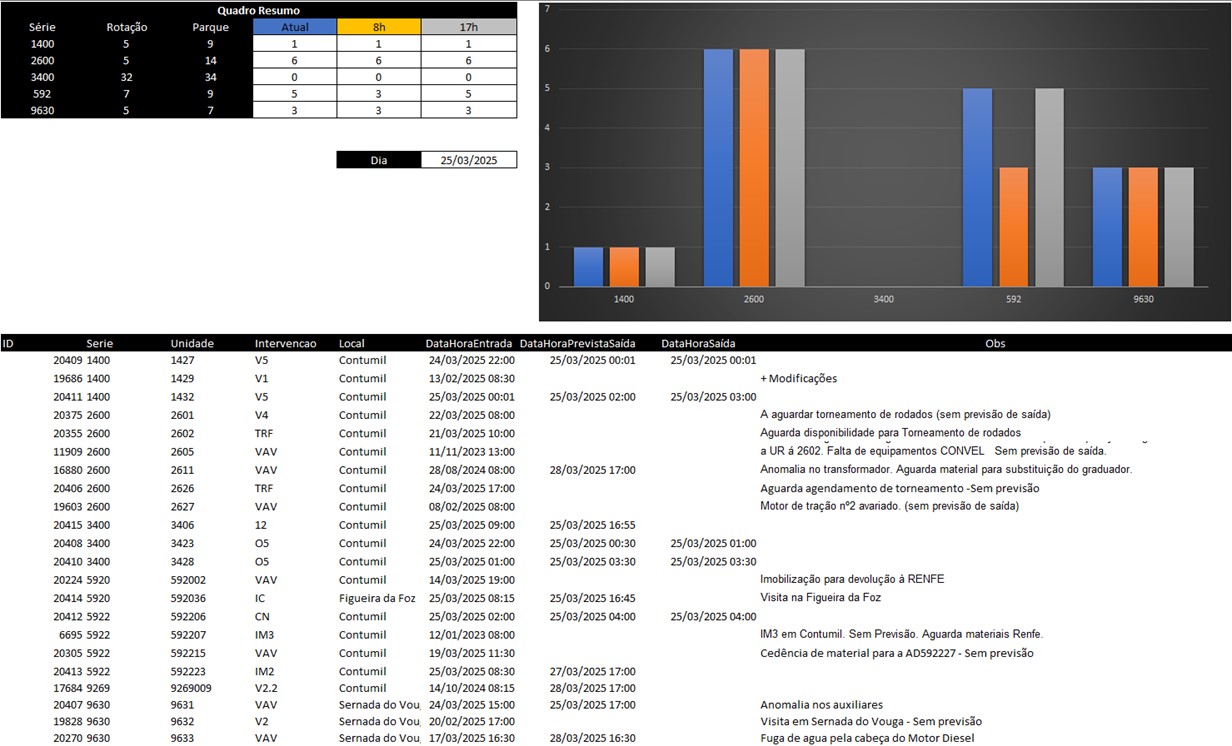 Quadro Resumo
Série Rotação Parque Atual 8h 17h
1400 5 9 1 1 1
2600 5 14 6 6 6
3400 32 34 0 0 0
592 7 9 5 3 5
9630 5 7 3 3 3
Dia 25/03/2025
7
6
5
4
3
2
1
0
1400 2600 3400 592 9630
ID Serie Unidade Intervencao Local DataHoraEntrada DataHoraPrevistaSaída DataHoraSaída Obs
20409 1400 1427 V5 Contumil 24/03/2025 22:00 25/03/2025 00:01 25/03/2025 00:01
19686 1400 1429 V1 Contumil 13/02/2025 08:30 + Modificações
20411 1400 1432 V5 Contumil 25/03/2025 00:01 25/03/2025 02:00 25/03/2025 03:00
20375 2600 2601 V4 Contumil 22/03/2025 08:00 A aguardar torneamento de rodados (sem previsão de saída)
20355 2600 2602 TRF Contumil 21/03/2025 10:00 Aguarda disponibilidade para Torneamento de rodados
11909 2600 2605 VAV Contumil 11/11/2023 13:00 a UR á 2602. Falta de equipamentos CONVEL Sem previsão de saída.
16880 2600 2611 VAV Contumil 28/08/2024 08:00 28/03/2025 17:00 Anomalia no transformador. Aguarda material para substituição do graduador.
20406 2600 2626 TRF Contumil 24/03/2025 17:00 Aguarda agendamento de torneamento -Sem previsão
19603 2600 2627 VAV Contumil 08/02/2025 08:00 Motor de tração nº2 avariado. (sem previsão de saída)
20415 3400 3406 12 Contumil 25/03/2025 09:00 25/03/2025 16:55
20408 3400 3423 O5 Contumil 24/03/2025 22:00 25/03/2025 00:30 25/03/2025 01:00
20410 3400 3428 O5 Contumil 25/03/2025 01:00 25/03/2025 03:30 25/03/2025 03:30
20224 5920 592002 VAV Contumil 14/03/2025 19:00 Imobilização para devolução à RENFE
20414 5920 592036 IC Figueira da Foz 25/03/2025 08:15 25/03/2025 16:45 Visita na Figueira da Foz
20412 5922 592206 CN Contumil 25/03/2025 02:00 25/03/2025 04:00 25/03/2025 04:00
6695 5922 592207 IM3 Contumil 12/01/2023 08:00 IM3 em Contumil. Sem Previsão. Aguarda materiais Renfe.
20305 5922 592215 VAV Contumil 19/03/2025 11:30 Cedência de material para a AD592227 - Sem previsão
20413 5922 592223 IM2 Contumil 25/03/2025 08:30 27/03/2025 17:00
17684 9269 9269009 V2.2 Contumil 14/10/2024 08:15 28/03/2025 17:00
20407 9630 9631 VAV Sernada do Vou 24/03/2025 15:00 25/03/2025 17:00 Anomalia nos auxiliares
19828 9630 9632 V2 Sernada do Vou 20/02/2025 17:00 Visita em Sernada do Vouga - Sem previsão
20270 9630 9633 VAV Sernada do Vou 17/03/2025 16:30 28/03/2025 16:30 Fuga de agua pela cabeça do Motor Diesel